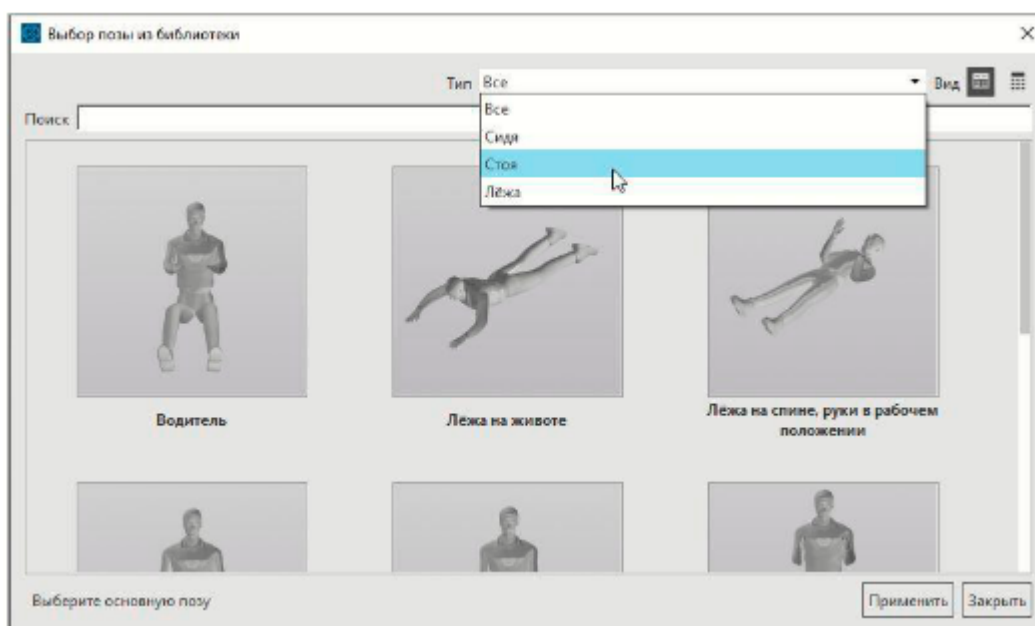 Выбор позы из библиотеки
Тип Все Вид
Все
Поиск
Сидя
Стоя
Лёжа
Водитель
Лёжа на животе
Лёжа на спине, руки в рабочем
положении
Выберите основную позу
Применить Закрыть